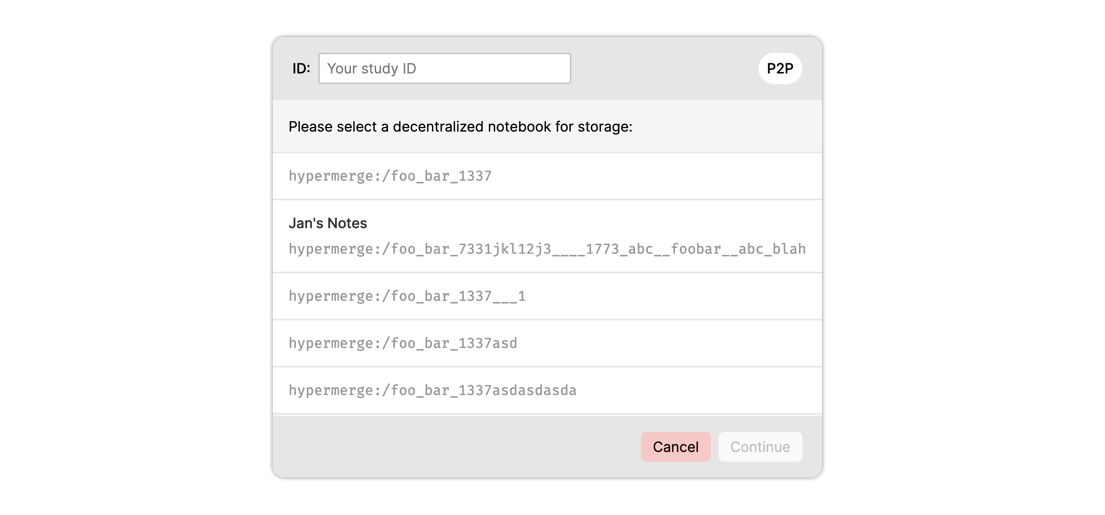 ID: Your study ID P2P
Please select a decentralized notebook for storage:
hypermerge:/foo_bar_1337
Jan's Notes
hypermerge:/foo_bar_7331jkl12j3____1773_abc__foobar__abc_blah
hypermerge:/foo_bar_1337___1
hypermerge:/foo_bar_1337asd
hypermerge:/foo_bar_1337asdasdasda
Cancel Continue